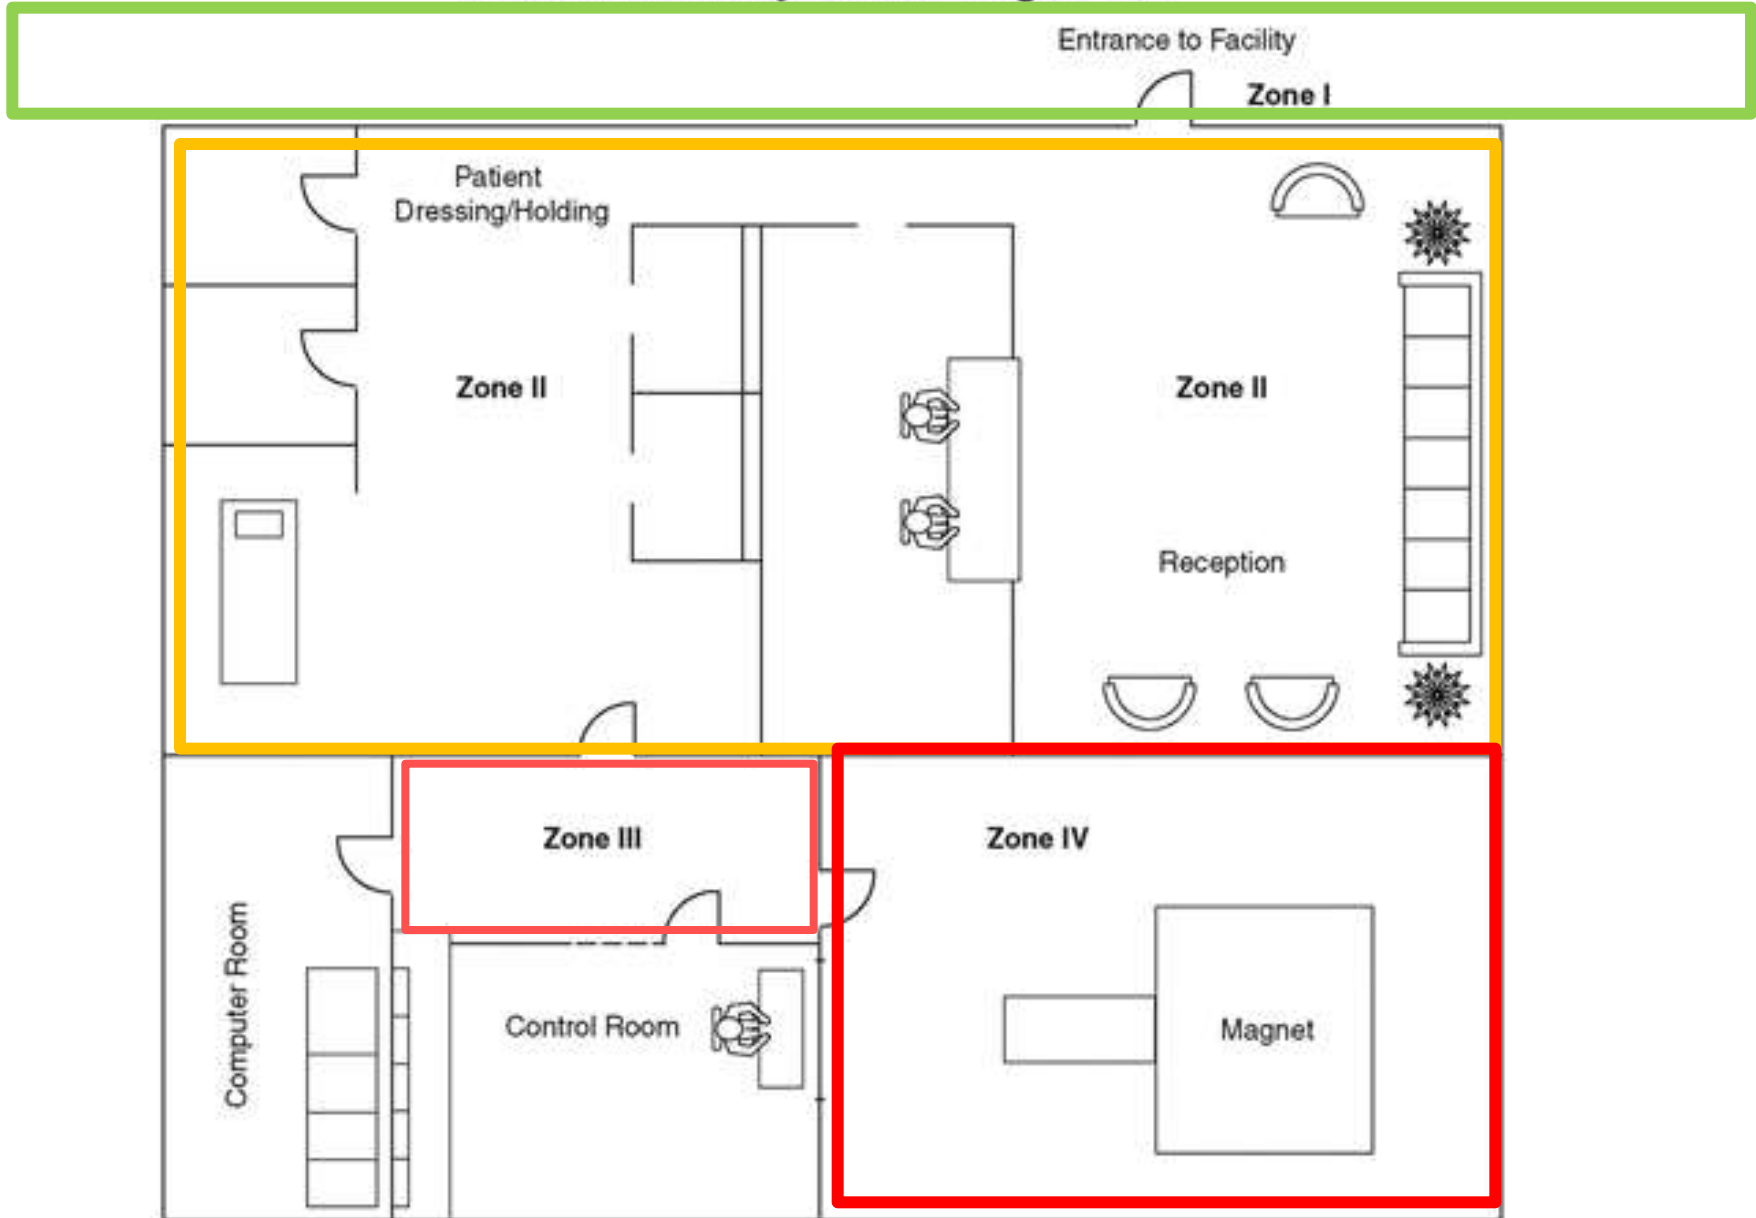 Entrance to Facility
Zone I
Patient
Dressing/Holding
Zone II
Zone II
Reception
Zone III
Zone IV
Computer Room
Control Room
Magnet